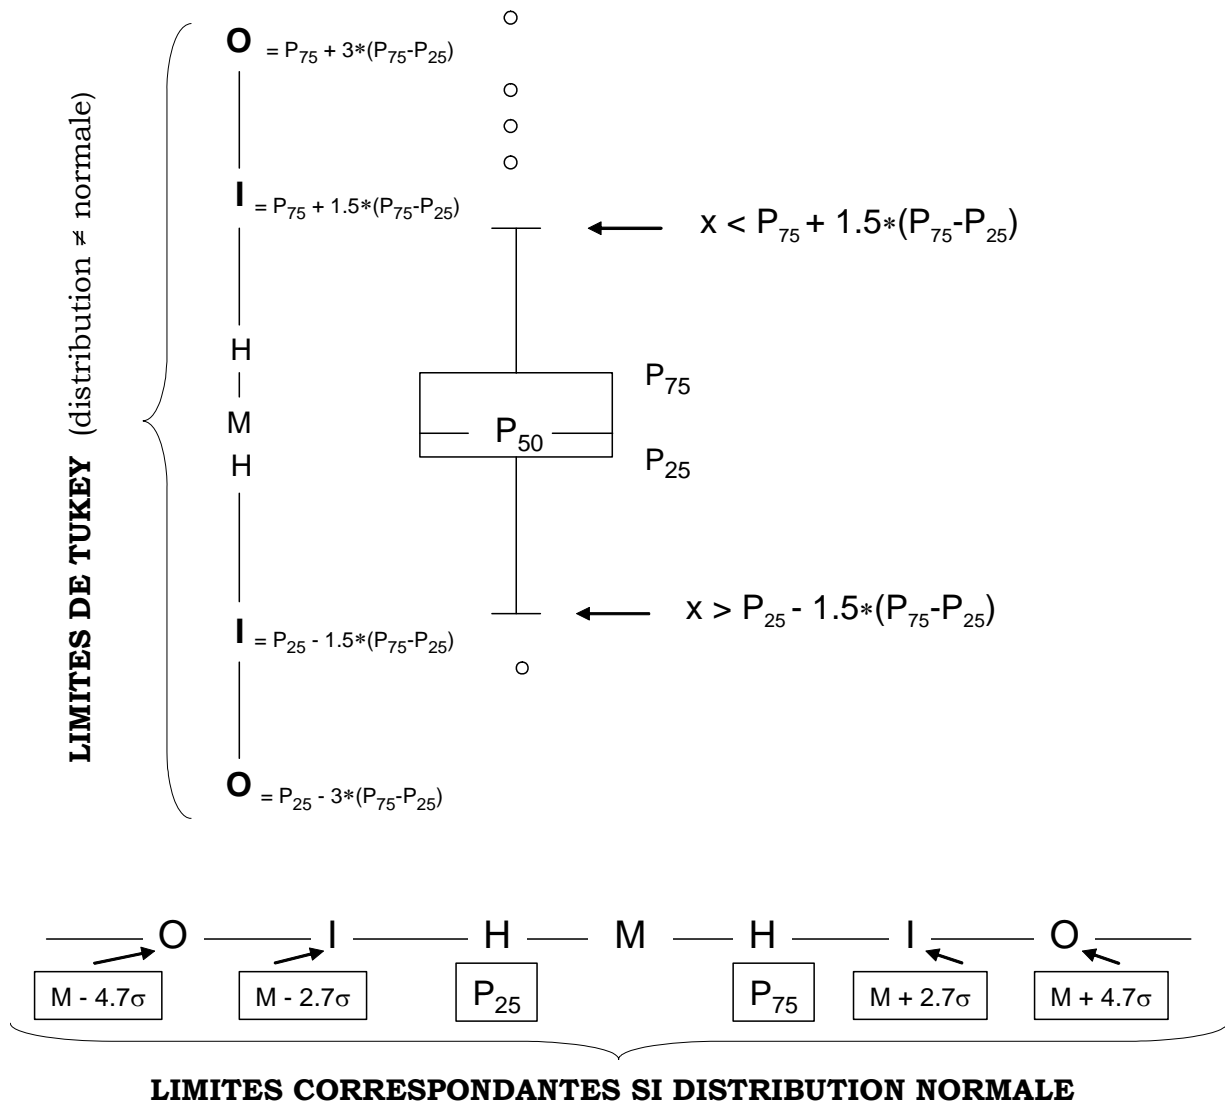 LIMITES DE TUKEY (distribution ≠ normale)
O = P75 + 3*(P75-P25)
I = P75 + 1.5*(P75-P25)
H
M
H
I = P25 - 1.5*(P75-P25)
O = P25 - 3*(P75-P25)
x < P75 + 1.5*(P75-P25)
P75
P50
P25
x > P25 - 1.5*(P75-P25)
O I H M H I O
M - 4.7σ M - 2.7σ P25 P75 M + 2.7σ M + 4.7σ
LIMITES CORRESPONDANTES SI DISTRIBUTION NORMALE